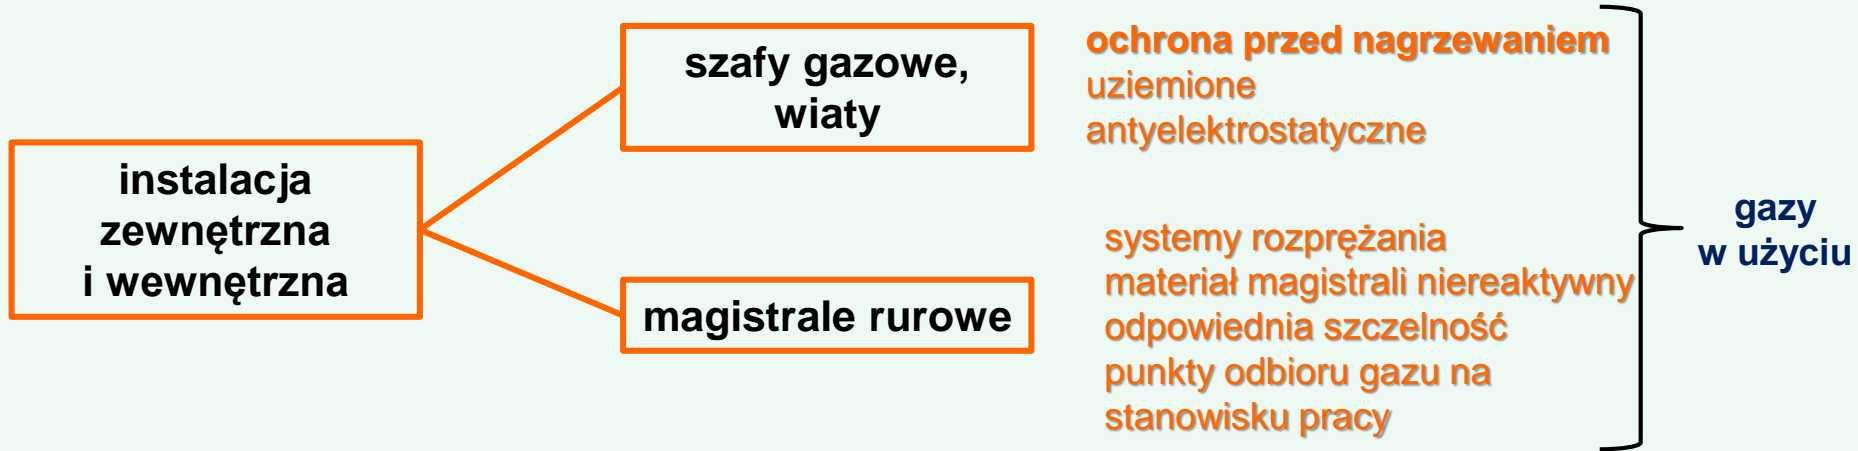 instalacja
zewnętrzna
i wewnętrzna
szafy gazowe,
wiaty
ochrona przed nagrzewaniem
uziemione
antyelektrostatyczne
magistrale rurowe
systemy rozprężania
materiał magistrali niereaktywny
odpowiednia szczelność
punkty odbioru gazu na
stanowisku pracy
gazy
w użyciu